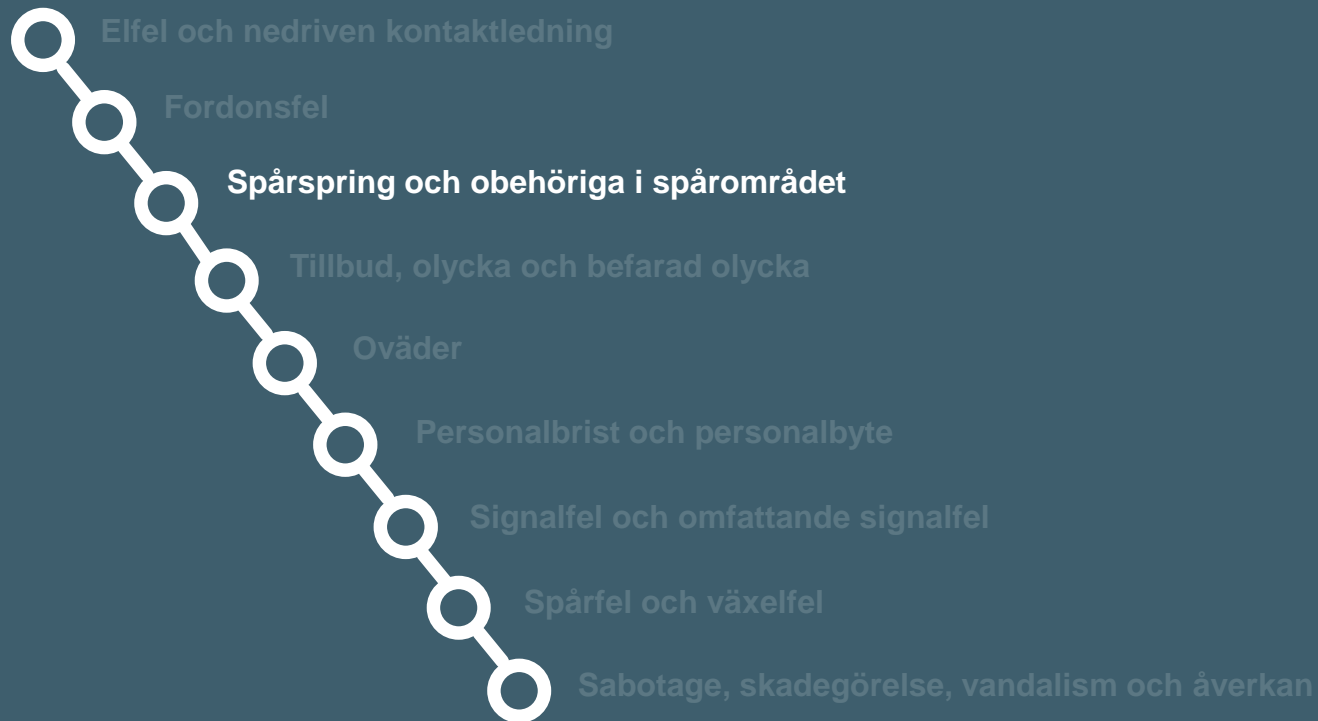 Elfel och nedriven kontaktledning
Fordonsfel
Spårspring och obehöriga i spårområdet
Tillbud, olycka och befarad olycka
Oväder
Personalbrist och personalbyte
Signalfel och omfattande signalfel
Spårfel och växelfel
Sabotage, skadegörelse, vandalism och åverkan